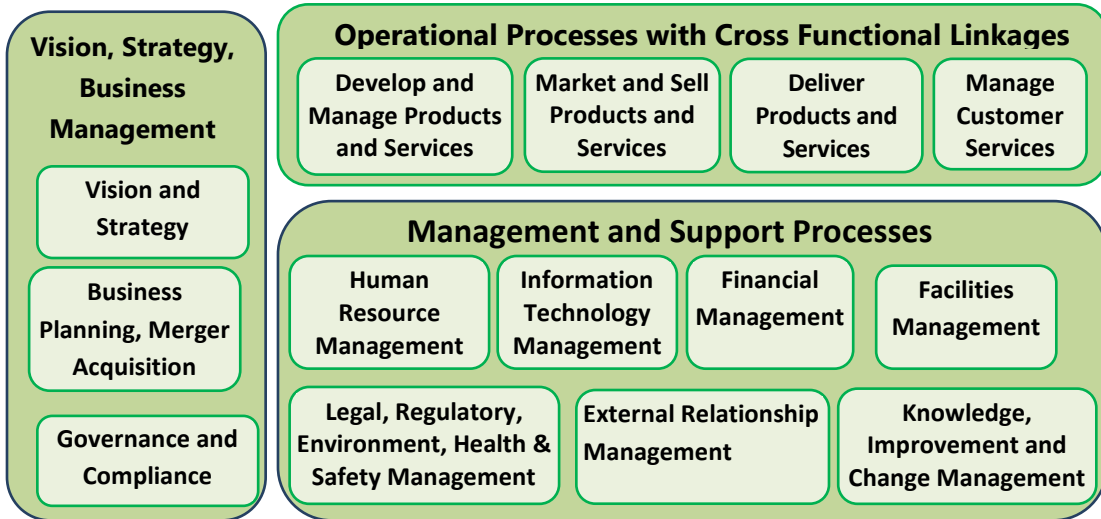 Vision, Strategy,
Business
Management
Vision and
Strategy
Business
Planning, Merger
Acquisition
Governance and
Compliance
Operational Processes with Cross Functional Linkages
Develop and
Manage Products
and Services
Market and Sell
Products and
Services
Deliver
Products and
Services
Manage
Customer
Services
Management and Support Processes
Human
Resource
Management
Information
Technology
Management
Financial
Management
Facilities
Management
Legal, Regulatory,
Environment, Health &
Safety Management
External Relationship
Management
Knowledge,
Improvement and
Change Management